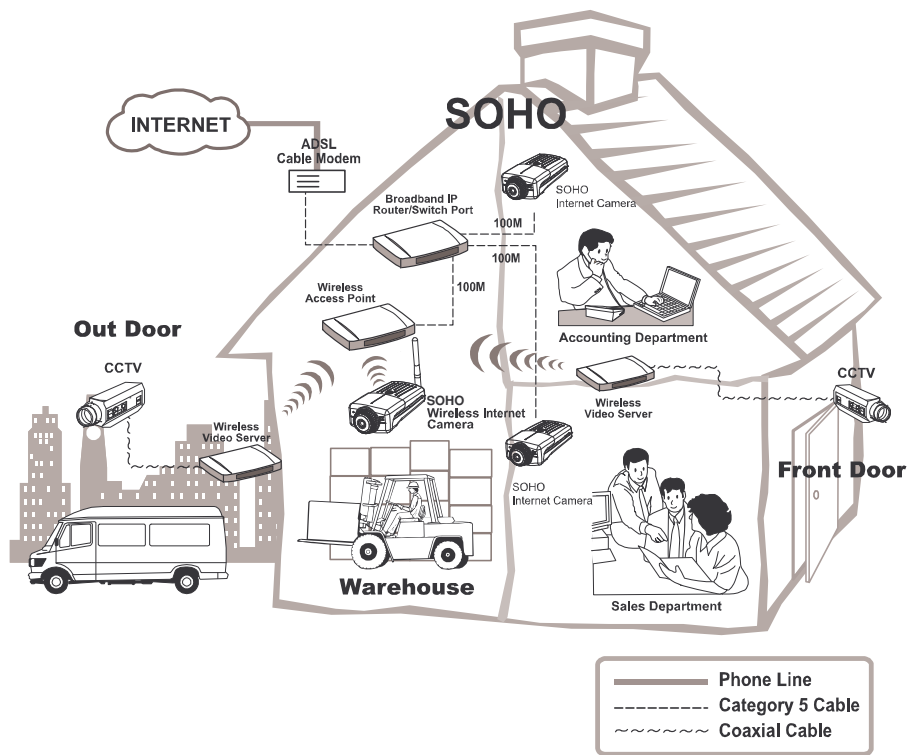 SOHO
INTERNET
ADSL
Cable Modem
Broadband IP
Router/Switch Port
SOHO
Internet Camera
100M
100M
100M
Wireless
Access Point
Out Door
Accounting Department
CCTV
CCTV
SOHO
Wireless Internet
Camera
Wireless
Video Server
Wireless
Video Server
Front Door
SOHO
Internet Camera
Warehouse
Sales Department
Phone Line
Category 5 Cable
Coaxial Cable